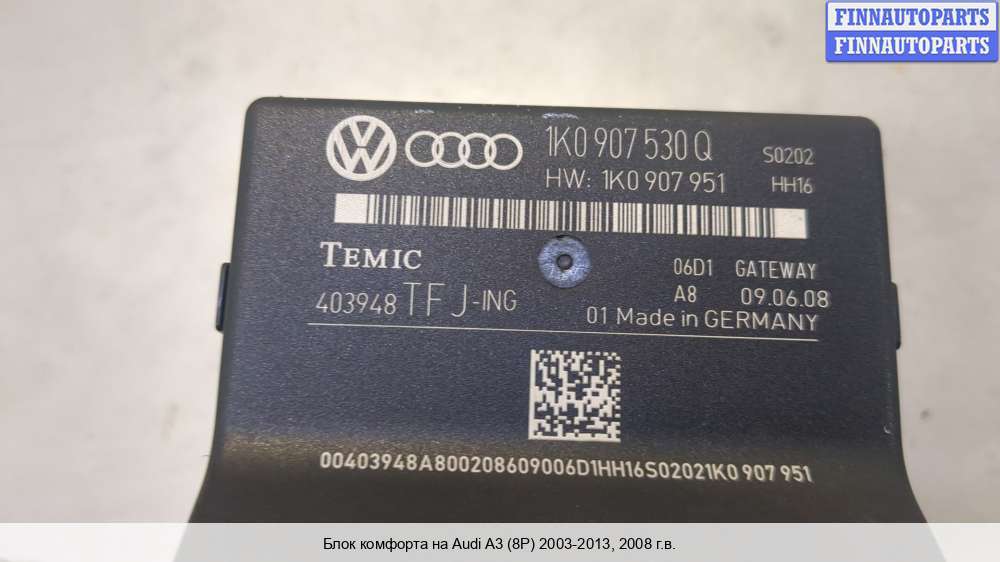 FINNAUTOPARTS
FINNAUTOPARTS
1K0 907 530 Q S0202
HW: 1K0 907 951 HH16
TEMIC
06D1 GATEWAY
403948 TFJ-ING A8 09.06.08
01 Made in GERMANY
00403948A800208609006D1HH16S02021K0 907 951
Блок комфорта на Audi A3 (8P) 2003-2013, 2008 г.в.